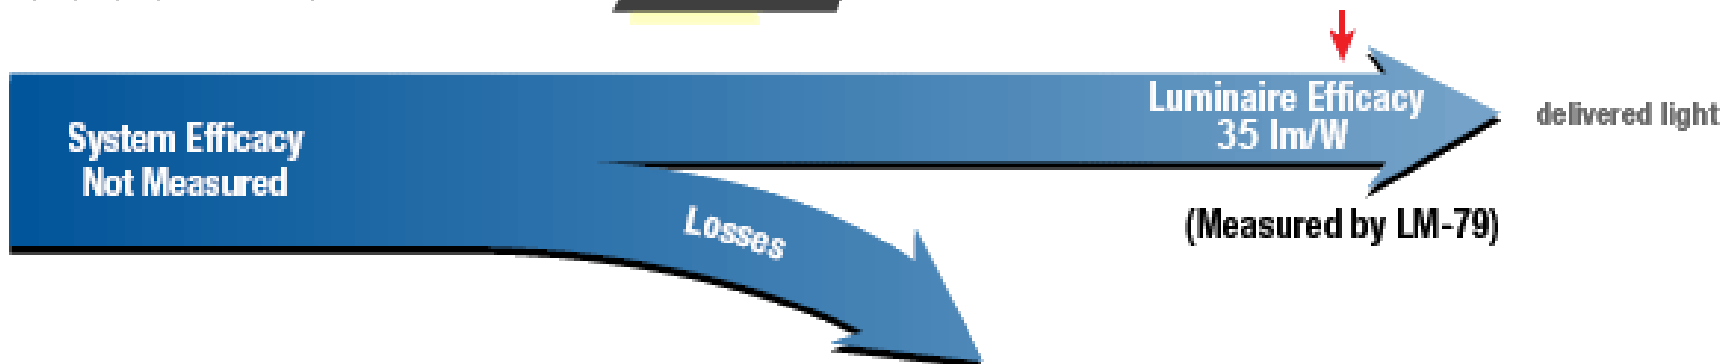 System Efficacy
Not Measured
Losses
Luminaire Efficacy
35 lm/W
delivered light
(Measured by LM-79)